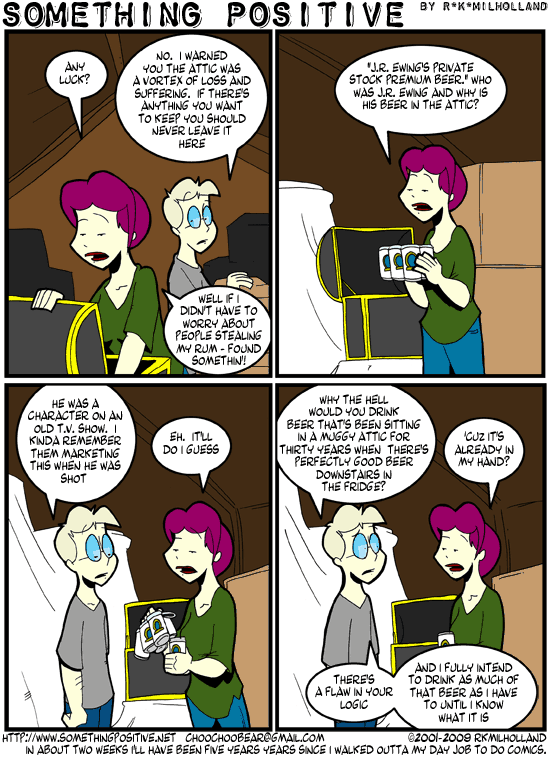 SOMETHING POSITIVE BY R*K*MILHOLLAND
ANY
LUCK?
NO. I WARNED
YOU THE ATTIC WAS
A VORTEX OF LOSS AND
SUFFERING. IF THERE'S
ANYTHING YOU WANT
TO KEEP YOU SHOULD
NEVER LEAVE IT
HERE
WELL IF I
DIDN'T HAVE TO
WORRY ABOUT
PEOPLE STEALING
MY RUM - FOUND
SOMETHIN'!
"J.R. EWING'S PRIVATE
STOCK PREMIUM BEER." WHO
WAS J.R. EWING AND WHY IS
HIS BEER IN THE ATTIC?
HE WAS A
CHARACTER ON AN
OLD T.V. SHOW. I
KINDA REMEMBER
THEM MARKETING
THIS WHEN HE WAS
SHOT
EH. IT'LL
DO I GUESS
WHY THE HELL
WOULD YOU DRINK
BEER THAT'S BEEN SITTING
IN A MUGGY ATTIC FOR
THIRTY YEARS WHEN THERE'S
PERFECTLY GOOD BEER
DOWNSTAIRS IN
THE FRIDGE?
'CUZ IT'S
ALREADY IN
MY HAND?
THERE'S
A FLAW IN YOUR
LOGIC
AND I FULLY INTEND
TO DRINK AS MUCH OF
THAT BEER AS I HAVE
TO UNTIL I KNOW
WHAT IT IS
HTTP://WWW.SOMETHINGPOSITIVE.NET CHOOCHOOBEAR@GMAIL.COM ©2001-2009 RKMILHOLLAND
IN ABOUT TWO WEEKS I'LL HAVE BEEN FIVE YEARS YEARS SINCE I WALKED OUTTA MY DAY JOB TO DO COMICS.